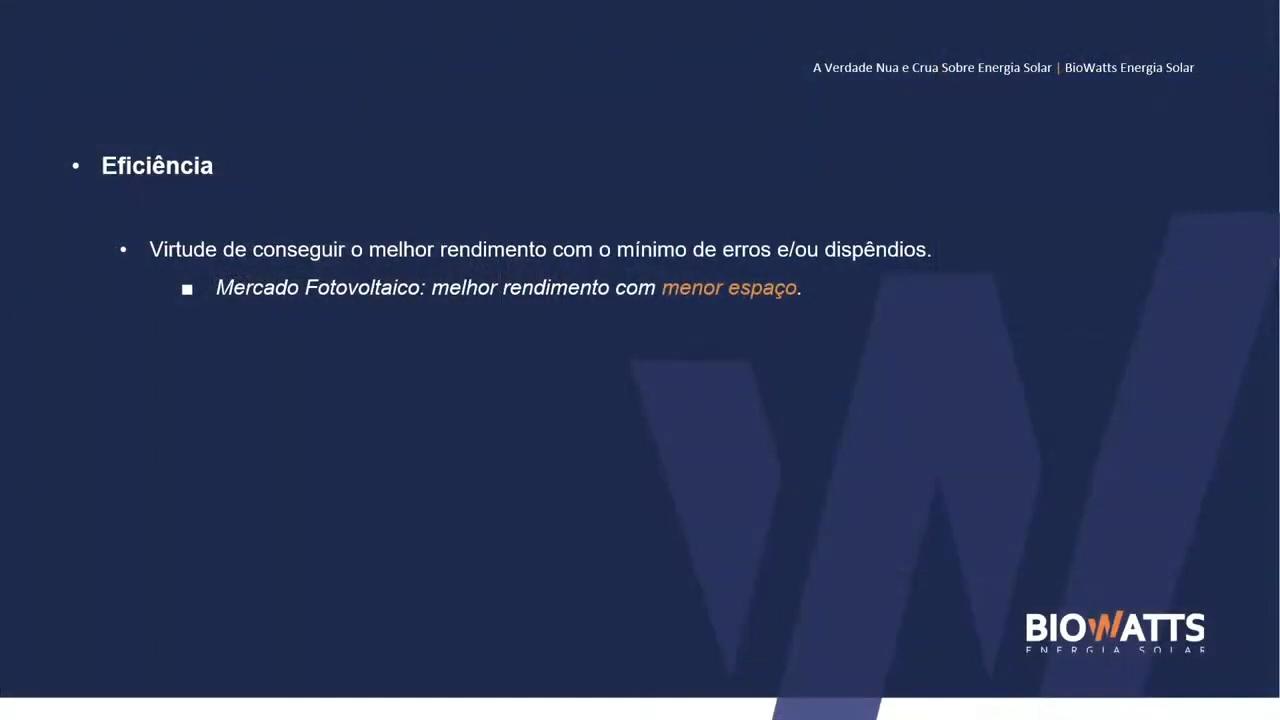 A Verdade Nua e Crua Sobre Energia Solar | BioWatts Energia Solar
• Eficiência
• Virtude de conseguir o melhor rendimento com o mínimo de erros e/ou dispêndios.
■ Mercado Fotovoltaico: melhor rendimento com menor espaço.
BIOWATTS
ENERGIA SOLAR